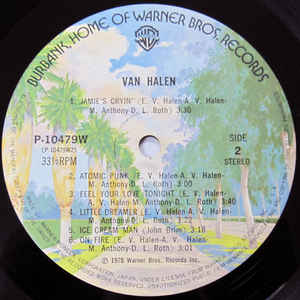 BURBANK, HOME OF WARNER BROS. RECORDS
VAN HALEN
1. JAMIE'S CRYIN' (E. V. Halen-A. V. Halen-
M. Anthony-D. L. Roth) 3:30
P-10479W
(P-10479W2)
33⅓RPM
SIDE
2
STEREO
2. ATOMIC PUNK (E. V. Halen-A. V. Halen-
M. Anthony-D. L. Roth) 3:00
3. FEEL YOUR LOVE TONIGHT (E. V. Halen-
A. V. Halen-M. Anthony-D. L. Roth) 3:40
4. LITTLE DREAMER (E. V. Halen-A. V. Halen-
M. Anthony-D. L. Roth) 3:22
5. ICE CREAM MAN (John Brim) 3:18
6. ON FIRE (E. V. Halen-A. V. Halen-
M. Anthony-D. L. Roth) 3:01
℗ 1978 Warner Bros. Records Inc.